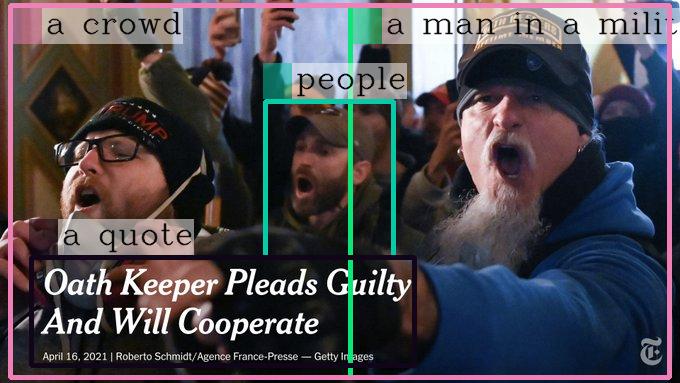 a crowd
a man in a milit
people
TRUMP
a quote
Oath Keeper Pleads Guilty
And Will Cooperate
April 16, 2021 | Roberto Schmidt/Agence France-Presse — Getty Images